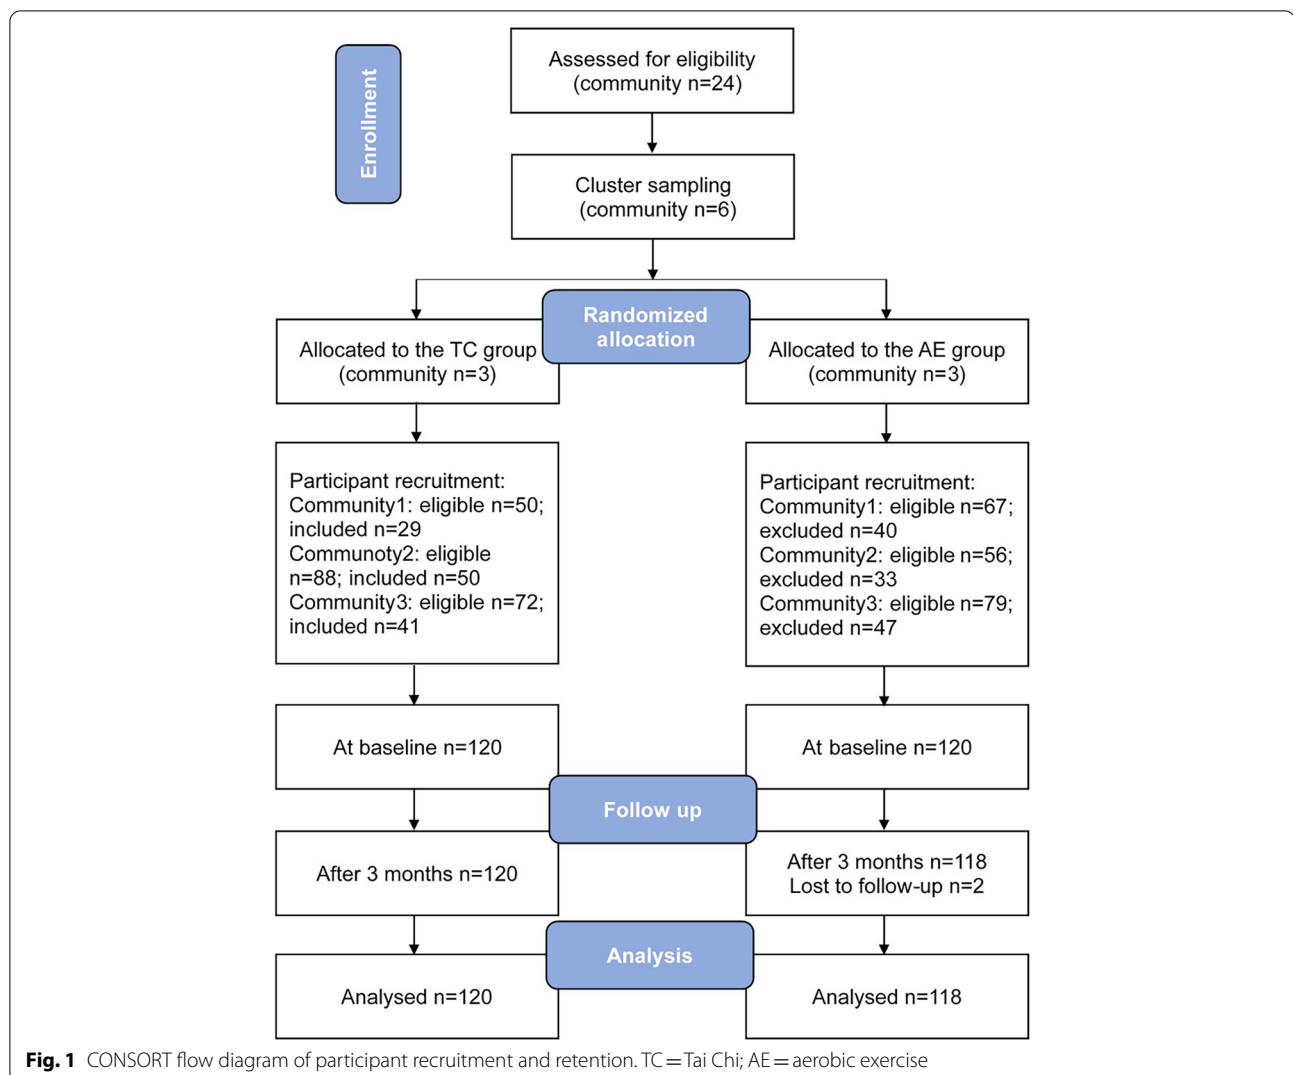 Enrollment
Assessed for eligibility
(community n=24)
Cluster sampling
(community n=6)
Randomized
allocation
Allocated to the TC group
(community n=3)
Allocated to the AE group
(community n=3)
Participant recruitment:
Community1: eligible n=50;
included n=29
Communoty2: eligible
n=88; included n=50
Community3: eligible n=72;
included n=41
Participant recruitment:
Community1: eligible n=67;
excluded n=40
Community2: eligible n=56;
excluded n=33
Community3: eligible n=79;
excluded n=47
At baseline n=120
At baseline n=120
Follow up
After 3 months n=120
After 3 months n=118
Lost to follow-up n=2
Analysis
Analysed n=120
Analysed n=118
Fig. 1 CONSORT flow diagram of participant recruitment and retention. TC = Tai Chi; AE = aerobic exercise